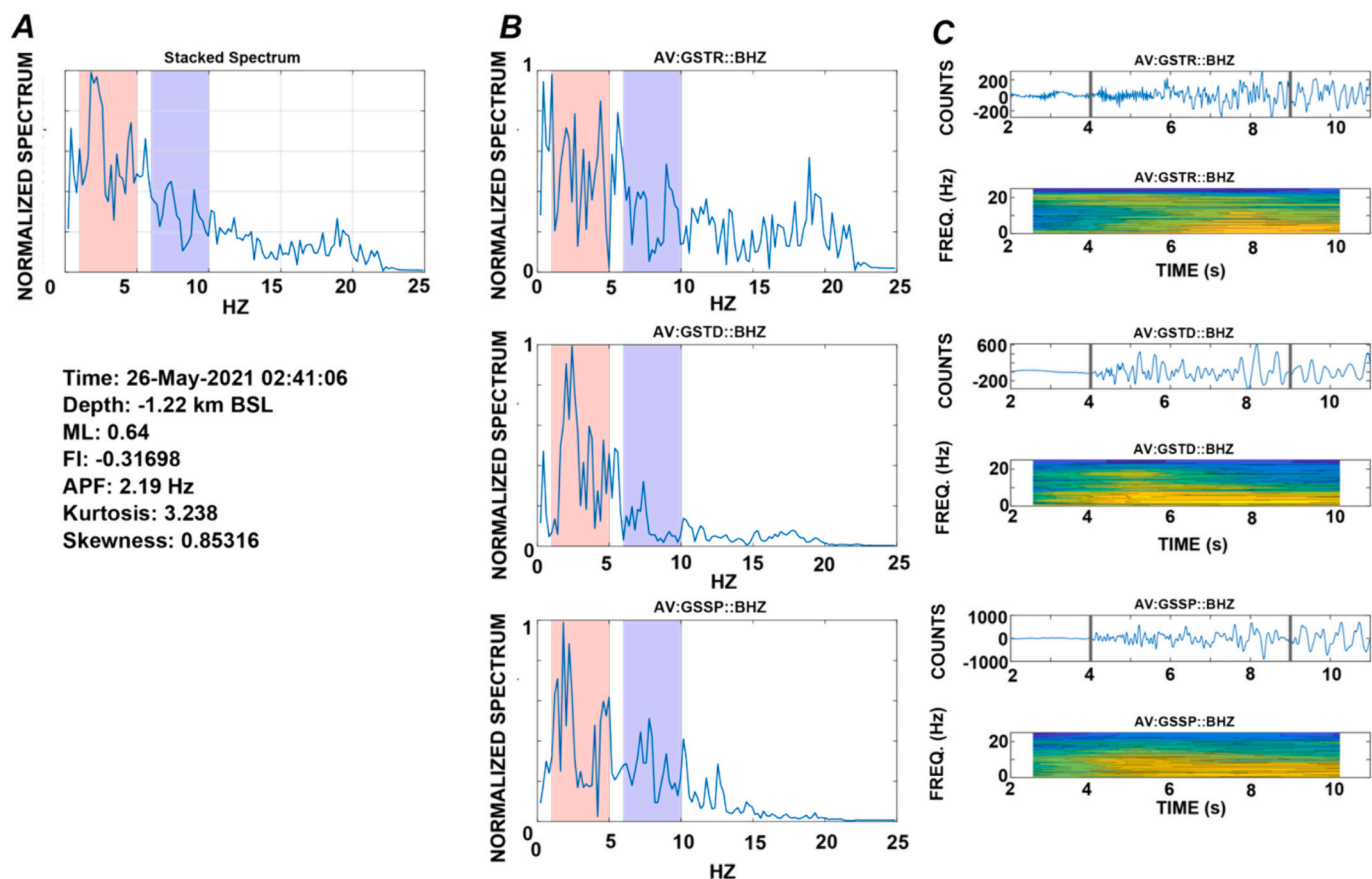 A
Stacked Spectrum
NORMALIZED SPECTRUM
0 5 10 15 20 25
HZ
Time: 26-May-2021 02:41:06
Depth: -1.22 km BSL
ML: 0.64
FI: -0.31698
APF: 2.19 Hz
Kurtosis: 3.238
Skewness: 0.85316
B
AV:GSTR::BHZ
NORMALIZED SPECTRUM
1
0
0 5 10 15 20 25
HZ
AV:GSTD::BHZ
NORMALIZED SPECTRUM
1
0
0 5 10 15 20 25
HZ
AV:GSSP::BHZ
NORMALIZED SPECTRUM
1
0
0 5 10 15 20 25
HZ
C
AV:GSTR::BHZ
COUNTS
200
0
-200
2 4 6 8 10
AV:GSTR::BHZ
FREQ. (Hz)
20
0
2 4 6 8 10
TIME (s)
AV:GSTD::BHZ
COUNTS
600
-200
2 4 6 8 10
AV:GSTD::BHZ
FREQ. (Hz)
20
0
2 4 6 8 10
TIME (s)
AV:GSSP::BHZ
COUNTS
1000
0
-1000
2 4 6 8 10
AV:GSSP::BHZ
FREQ. (Hz)
20
0
2 4 6 8 10
TIME (s)